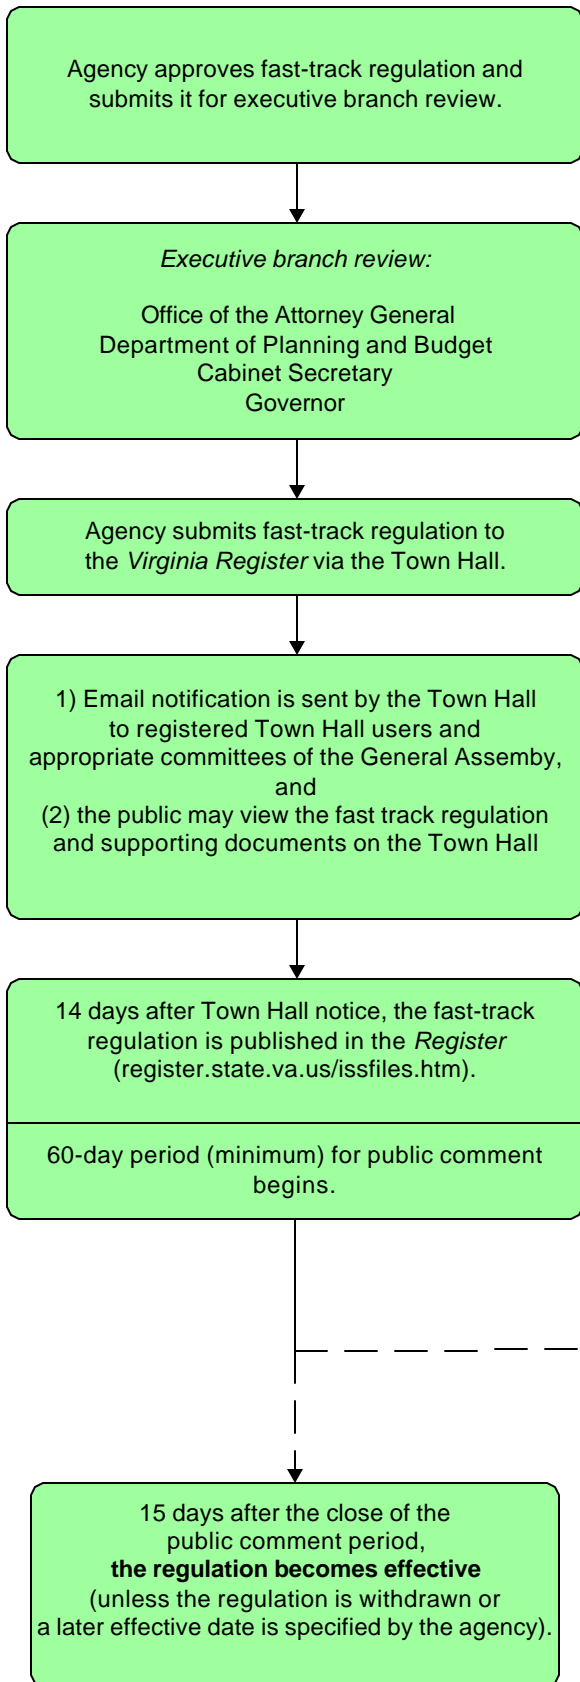 Agency approves fast-track regulation and
submits it for executive branch review.
Executive branch review:
Office of the Attorney General
Department of Planning and Budget
Cabinet Secretary
Governor
Agency submits fast-track regulation to
the Virginia Register via the Town Hall.
1) Email notification is sent by the Town Hall
to registered Town Hall users and
appropriate committees of the General Assemby,
and
(2) the public may view the fast track regulation
and supporting documents on the Town Hall
14 days after Town Hall notice, the fast-track
regulation is published in the Register
(register.state.va.us/issfiles.htm).
60-day period (minimum) for public comment
begins.
15 days after the close of the
public comment period,
the regulation becomes effective
(unless the regulation is withdrawn or
a later effective date is specified by the agency).